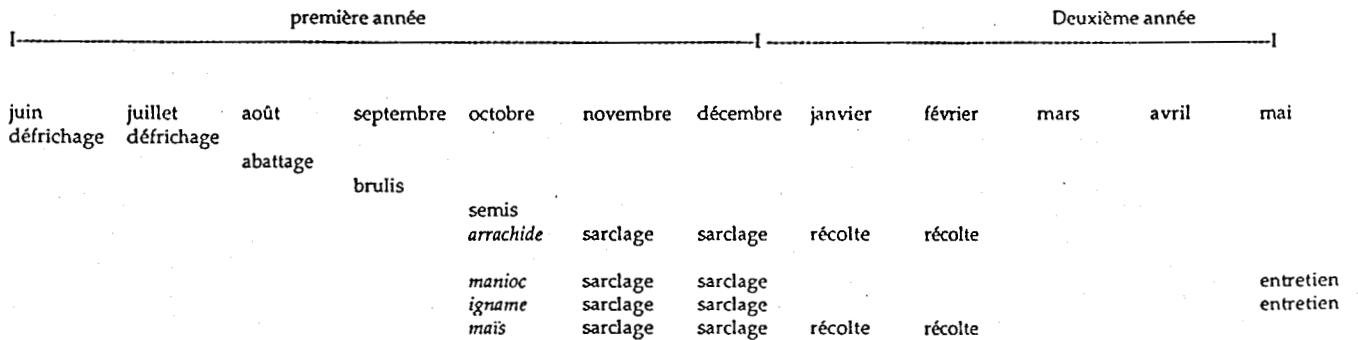 première année Deuxième année
I----------------------------------------------------------------I --------------------------------------------I
juin juillet août septembre octobre novembre décembre janvier février mars avril mai
défrichage défrichage
abattage
brulis
semis
arrachide sarclage sarclage récolte récolte
manioc sarclage sarclage entretien
igname sarclage sarclage entretien
maïs sarclage sarclage récolte récolte